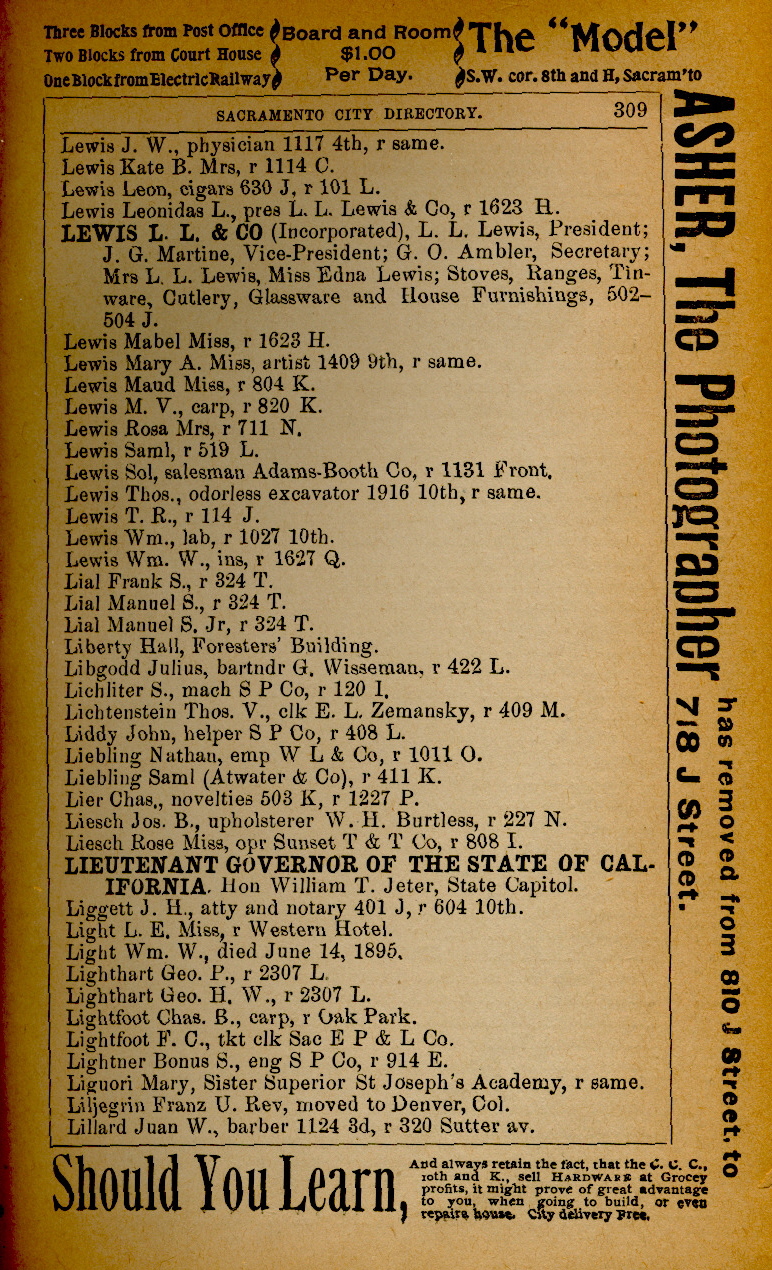 Three Blocks from Post Office
Two Blocks from Court House
One Block from Electric Railway
Board and Room
$1.00
Per Day.
The "Model"
S.W. cor. 8th and H, Sacram'to
SACRAMENTO CITY DIRECTORY. 309
Lewis J. W., physician 1117 4th, r same.
Lewis Kate B. Mrs, r 1114 C.
Lewis Leon, cigars 630 J, r 101 L.
Lewis Leonidas L., pres L. L. Lewis & Co, r 1623 H.
LEWIS L. L. & CO (Incorporated), L. L. Lewis, President;
J. G. Martine, Vice-President; G. O. Ambler, Secretary;
Mrs L. L. Lewis, Miss Edna Lewis; Stoves, Ranges, Tin-
ware, Cutlery, Glassware and House Furnishings, 502–
504 J.
Lewis Mabel Miss, r 1623 H.
Lewis Mary A. Miss, artist 1409 9th, r same.
Lewis Maud Miss, r 804 K.
Lewis M. V., carp, r 820 K.
Lewis Rosa Mrs, r 711 N.
Lewis Saml, r 519 L.
Lewis Sol, salesman Adams-Booth Co, r 1131 Front.
Lewis Thos., odorless excavator 1916 10th, r same.
Lewis T. R., r 114 J.
Lewis Wm., lab, r 1027 10th.
Lewis Wm. W., ins, r 1627 Q.
Lial Frank S., r 324 T.
Lial Manuel S., r 324 T.
Lial Manuel S. Jr, r 324 T.
Liberty Hall, Foresters' Building.
Libgodd Julius, bartndr G. Wisseman, r 422 L.
Lichliter S., mach S P Co, r 120 I.
Lichtenstein Thos. V., clk E. L. Zemansky, r 409 M.
Liddy John, helper S P Co, r 408 L.
Liebling Nathan, emp W L & Co, r 1011 O.
Liebling Saml (Atwater & Co), r 411 K.
Lier Chas., novelties 503 K, r 1227 P.
Liesch Jos. B., upholsterer W. H. Burtless, r 227 N.
Liesch Rose Miss, opr Sunset T & T Co, r 808 I.
LIEUTENANT GOVERNOR OF THE STATE OF CAL-
IFORNIA. Hon William T. Jeter, State Capitol.
Liggett J. H., atty and notary 401 J, r 604 10th.
Light L. E. Miss, r Western Hotel.
Light Wm. W., died June 14, 1895.
Lighthart Geo. P., r 2307 L.
Lighthart Geo. H. W., r 2307 L.
Lightfoot Chas. B., carp, r Oak Park.
Lightfoot F. C., tkt clk Sac E P & L Co.
Lightner Bonus S., eng S P Co, r 914 E.
Liguori Mary, Sister Superior St Joseph's Academy, r same.
Liljegrin Franz U. Rev, moved to Denver, Col.
Lillard Juan W., barber 1124 3d, r 320 Sutter av.
ASHER, The Photographer
has removed from 810 J Street, to
718 J Street.
Should You Learn,
And always retain the fact, that the C. C. C.,
10th and K., sell HARDWARE at Grocey
profits, it might prove of great advantage
to you, when going to build, or even
repairs house. City delivery Free.